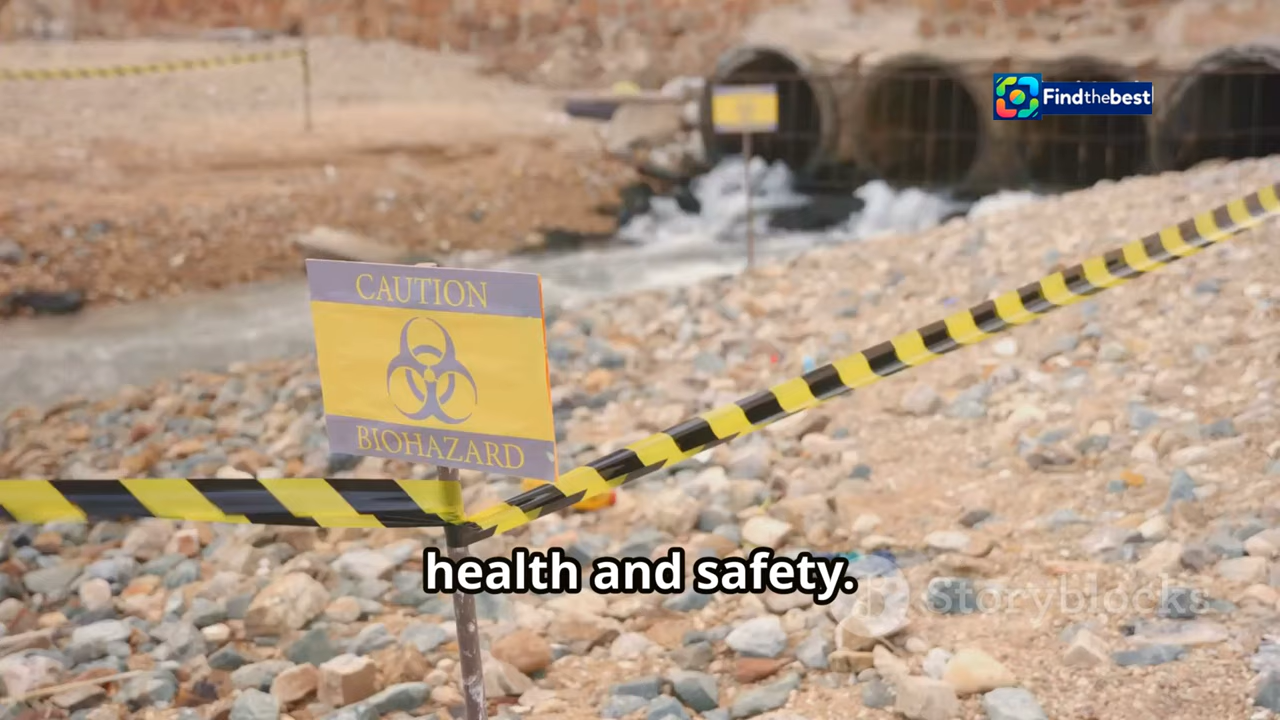 Findthebest
CAUTION
BIOHAZARD
health and safety.
Storyblocks